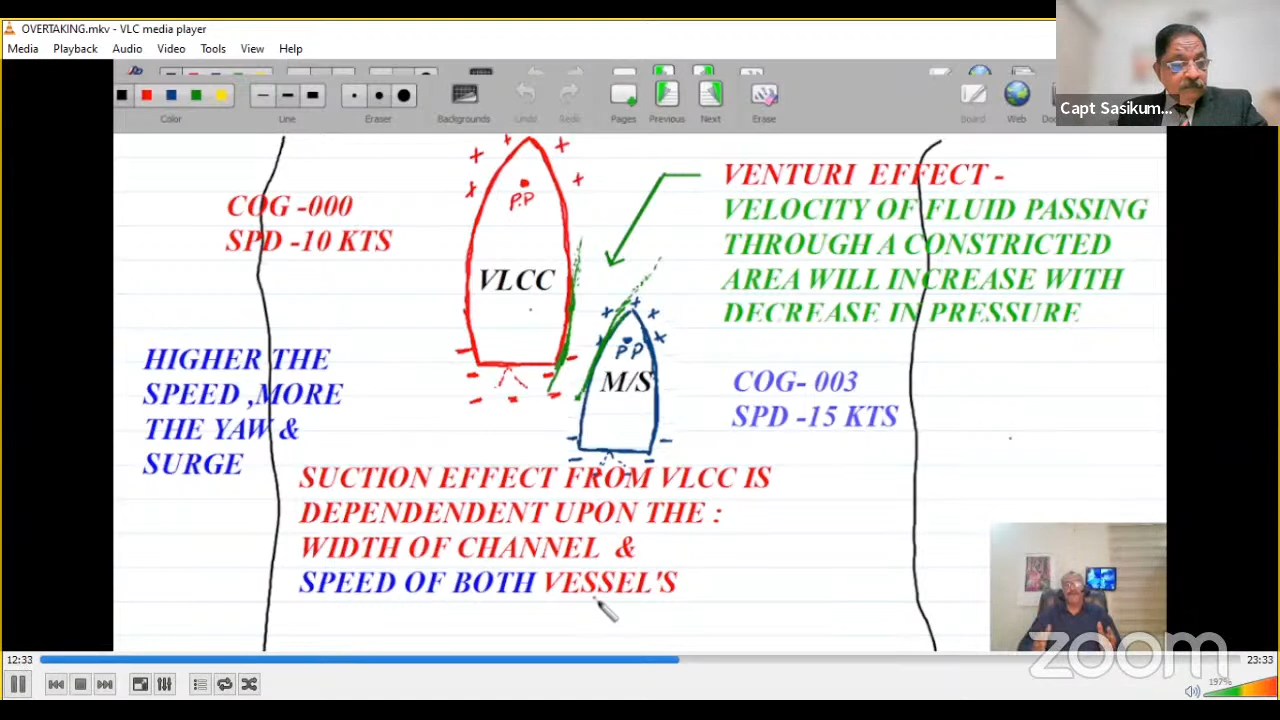 OVERTAKING.mkv - VLC media player
Media Playback Audio Video Tools View Help
Capt Sasikum...
Color Line Eraser Backgrounds Undo Redo Pages Previous Next Erase Board Web
COG -000
SPD -10 KTS
P.P
VLCC
VENTURI EFFECT -
VELOCITY OF FLUID PASSING
THROUGH A CONSTRICTED
AREA WILL INCREASE WITH
DECREASE IN PRESSURE
HIGHER THE
SPEED ,MORE
THE YAW &
SURGE
PP
M/S
COG- 003
SPD -15 KTS
SUCTION EFFECT FROM VLCC IS
DEPENDENDENT UPON THE :
WIDTH OF CHANNEL &
SPEED OF BOTH VESSEL'S
zoom
12:33
23:33
197%